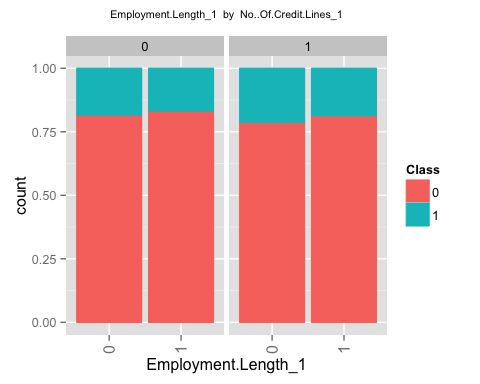 Employment.Length_1 by No..Of.Credit.Lines_1
0 1
1.00
0.75
0.50
0.25
0.00
count
0 1 0 1
Employment.Length_1
Class
0
1